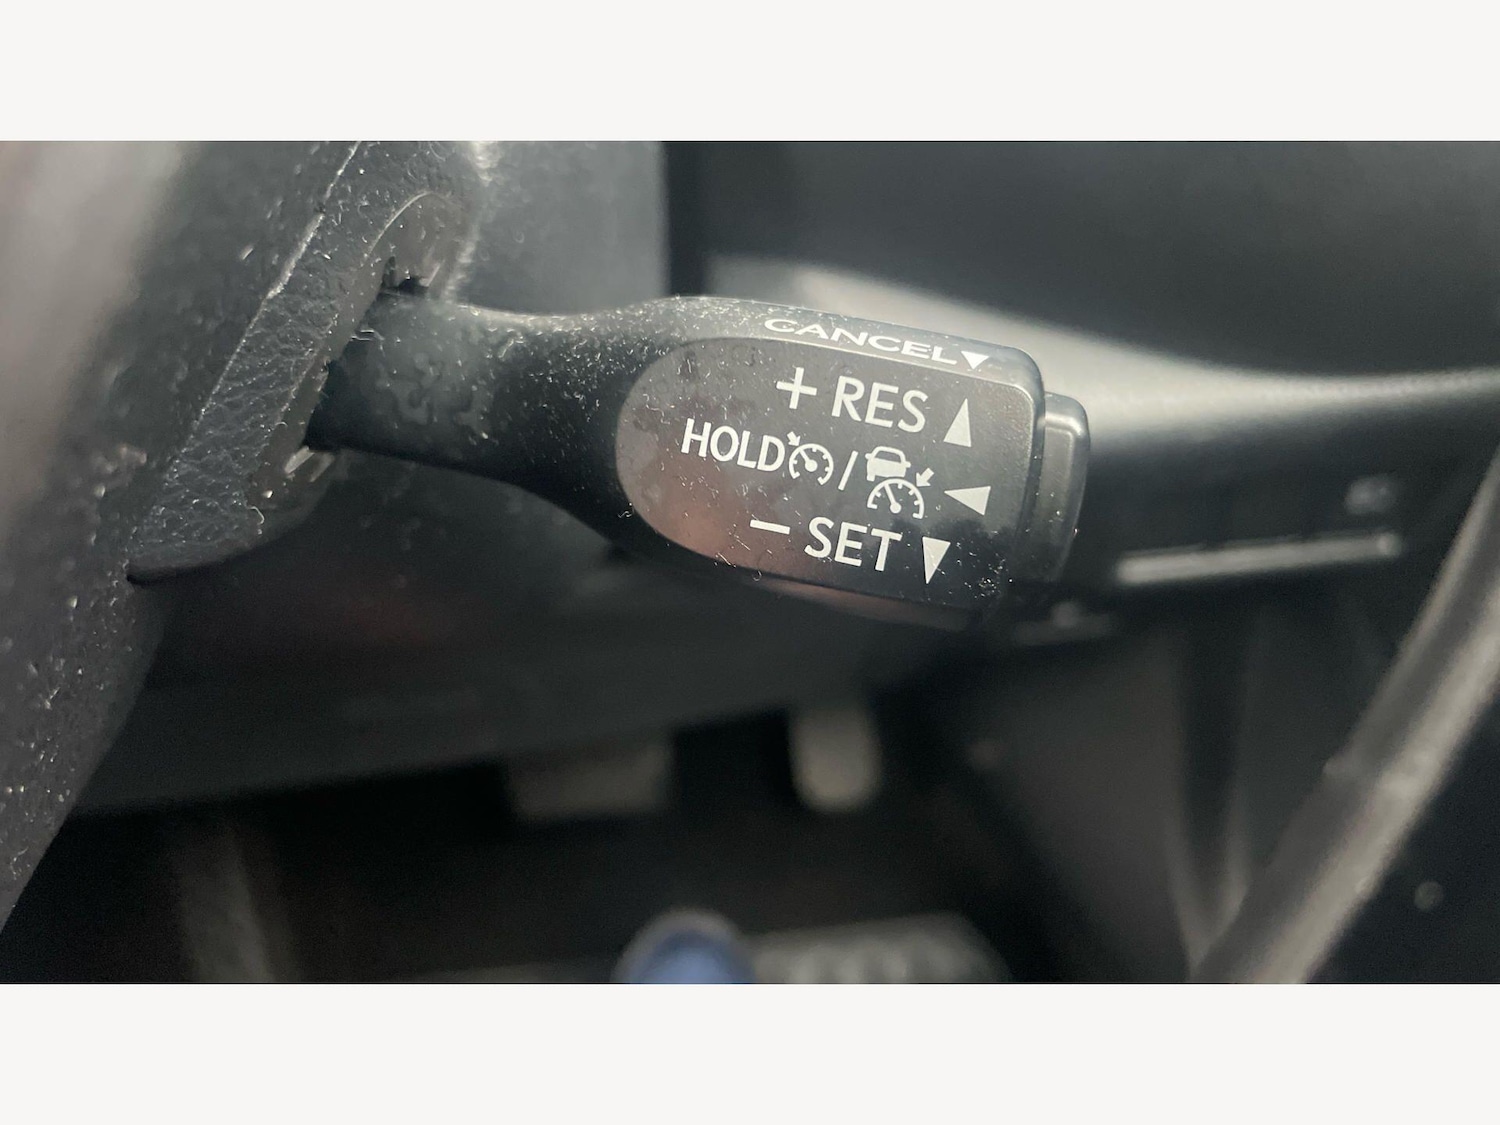 CANCEL▼
+ RES ▲
HOLD / ◀
− SET ▼